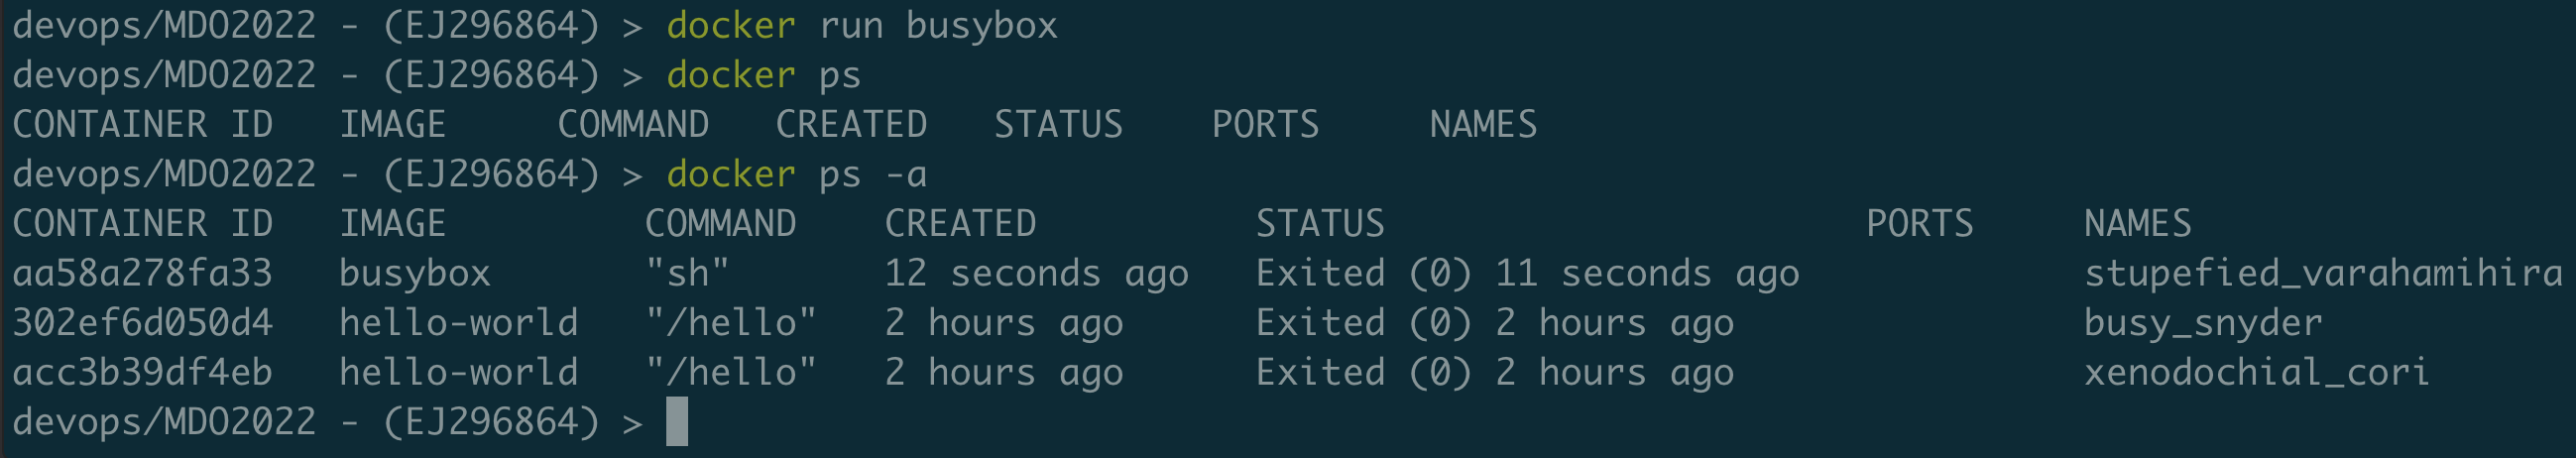 devops/MDO2022 - (EJ296864) > docker run busybox
devops/MDO2022 - (EJ296864) > docker ps
CONTAINER ID   IMAGE     COMMAND   CREATED   STATUS    PORTS     NAMES
devops/MDO2022 - (EJ296864) > docker ps -a
CONTAINER ID   IMAGE         COMMAND    CREATED          STATUS                      PORTS     NAMES
aa58a278fa33   busybox       "sh"       12 seconds ago   Exited (0) 11 seconds ago             stupefied_varahamihira
302ef6d050d4   hello-world   "/hello"   2 hours ago      Exited (0) 2 hours ago                busy_snyder
acc3b39df4eb   hello-world   "/hello"   2 hours ago      Exited (0) 2 hours ago                xenodochial_cori
devops/MDO2022 - (EJ296864) >